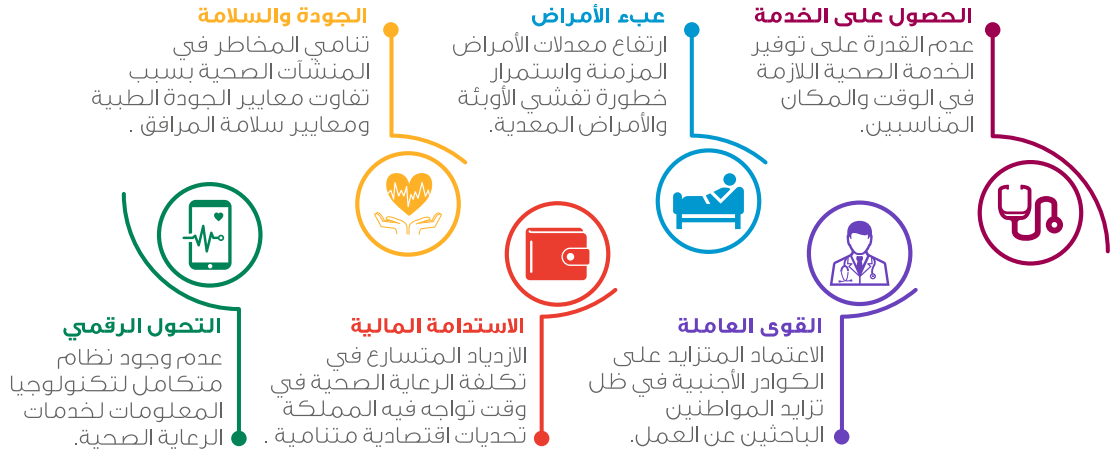 الحصول على الخدمة
عدم القدرة على توفير
الخدمة الصحية اللازمة
في الوقت والمكان
المناسبين.
القوى العاملة
الاعتماد المتزايد على
الكوادر الأجنبية في ظل
تزايد المواطنين
الباحثين عن العمل.
عبء الأمراض
ارتفاع معدلات الأمراض
المزمنة واستمرار
خطورة تفشي الأوبئة
والأمراض المعدية.
الاستدامة المالية
الازدياد المتسارع في
تكلفة الرعاية الصحية في
وقت تواجه فيه المملكة
تحديات اقتصادية متنامية .
الجودة والسلامة
تنامي المخاطر في
المنشآت الصحية بسبب
تفاوت معايير الجودة الطبية
ومعايير سلامة المرافق .
التحول الرقمي
عدم وجود نظام
متكامل لتكنولوجيا
المعلومات لخدمات
الرعاية الصحية.